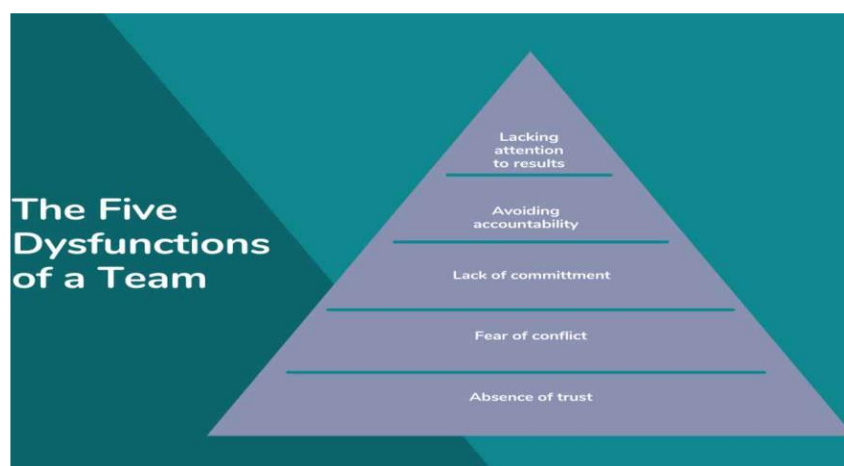 The Five
Dysfunctions
of a Team
Lacking
attention
to results
Avoiding
accountability
Lack of committment
Fear of conflict
Absence of trust